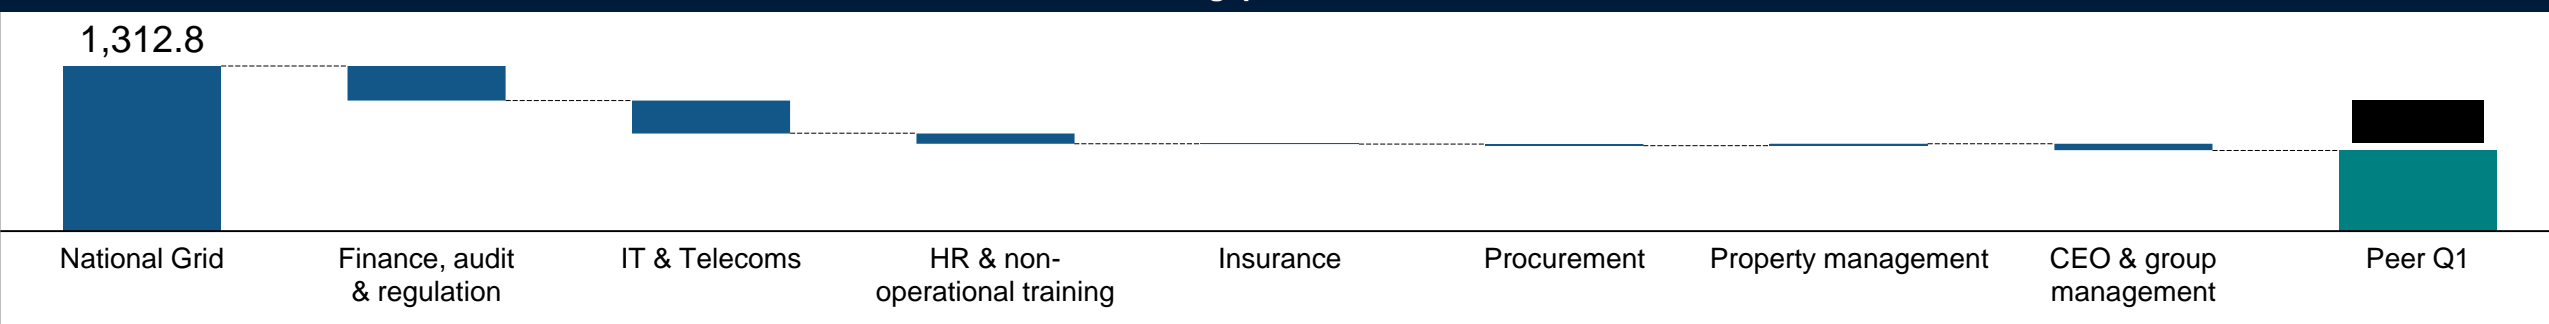 1,312.8
National Grid
Finance, audit
& regulation
IT & Telecoms
HR & non-
operational training
Insurance
Procurement
Property management
CEO & group
management
Peer Q1